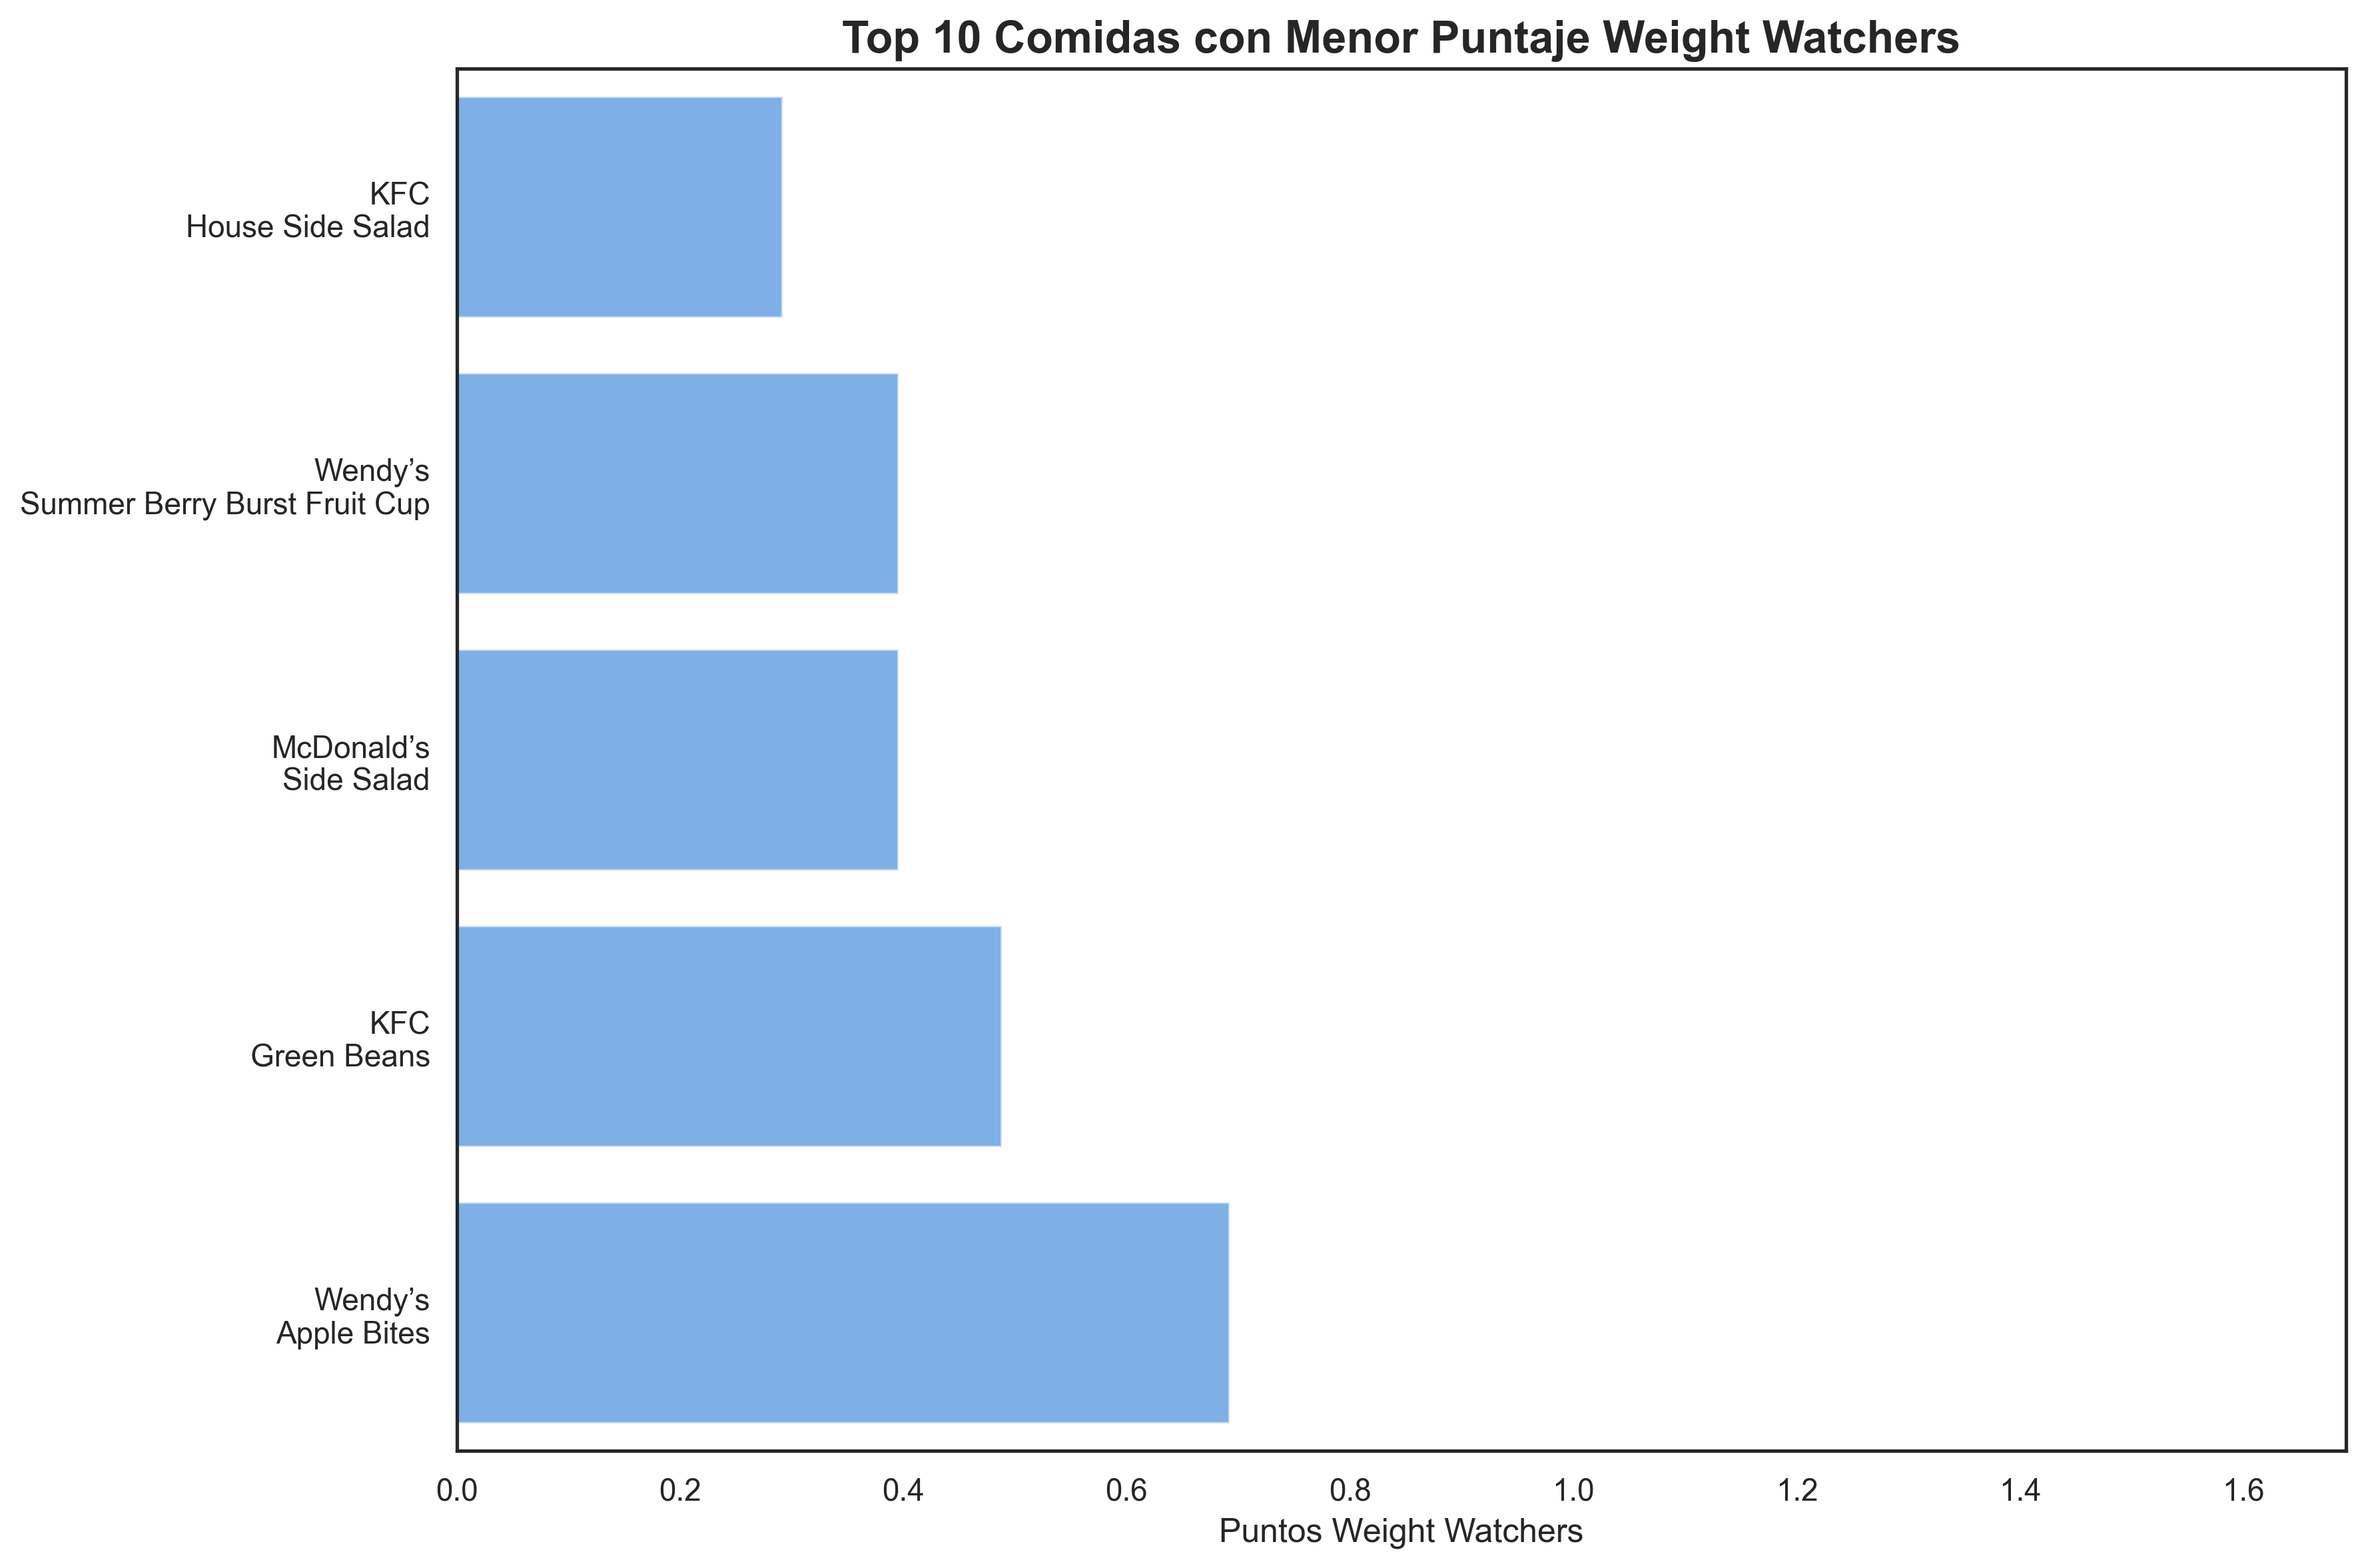 Top 10 Comidas con Menor Puntaje Weight Watchers
KFC
House Side Salad
Wendy’s
Summer Berry Burst Fruit Cup
McDonald’s
Side Salad
KFC
Green Beans
Wendy’s
Apple Bites
0.0 0.2 0.4 0.6 0.8 1.0 1.2 1.4 1.6
Puntos Weight Watchers